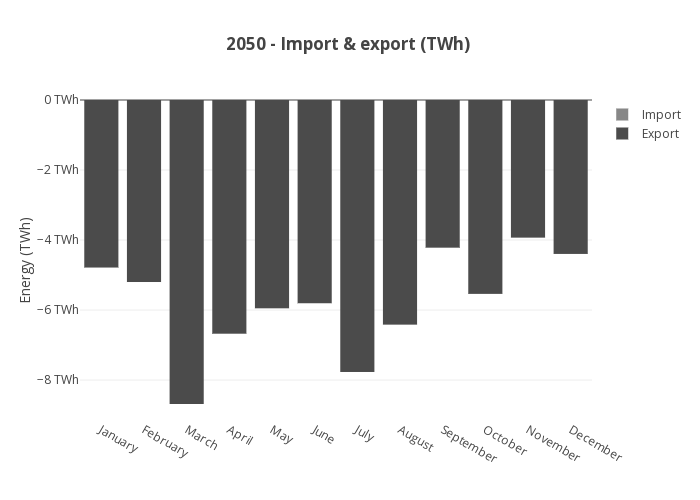 2050 - Import & export (TWh)
0 TWh
−2 TWh
−4 TWh
−6 TWh
−8 TWh
Energy (TWh)
January
February
March
April
May
June
July
August
September
October
November
December
Import
Export